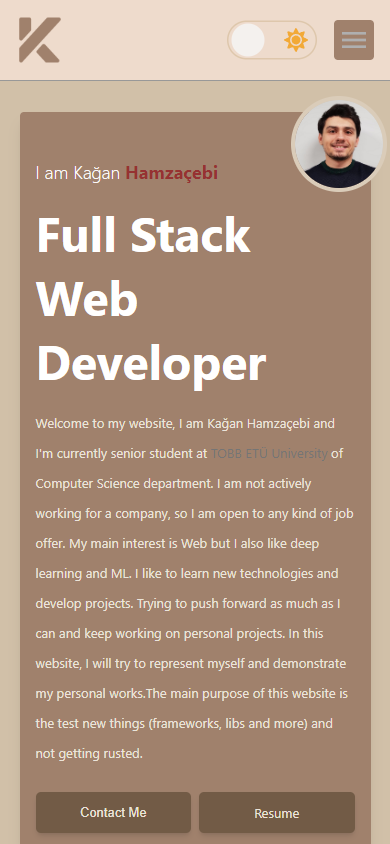 I am Kağan Hamzaçebi
Full Stack
Web
Developer
Welcome to my website, I am Kağan Hamzaçebi and
I'm currently senior student at TOBB ETÜ University of
Computer Science department. I am not actively
working for a company, so I am open to any kind of job
offer. My main interest is Web but I also like deep
learning and ML. I like to learn new technologies and
develop projects. Trying to push forward as much as I
can and keep working on personal projects. In this
website, I will try to represent myself and demonstrate
my personal works.The main purpose of this website is
the test new things (frameworks, libs and more) and
not getting rusted.
Contact Me
Resume